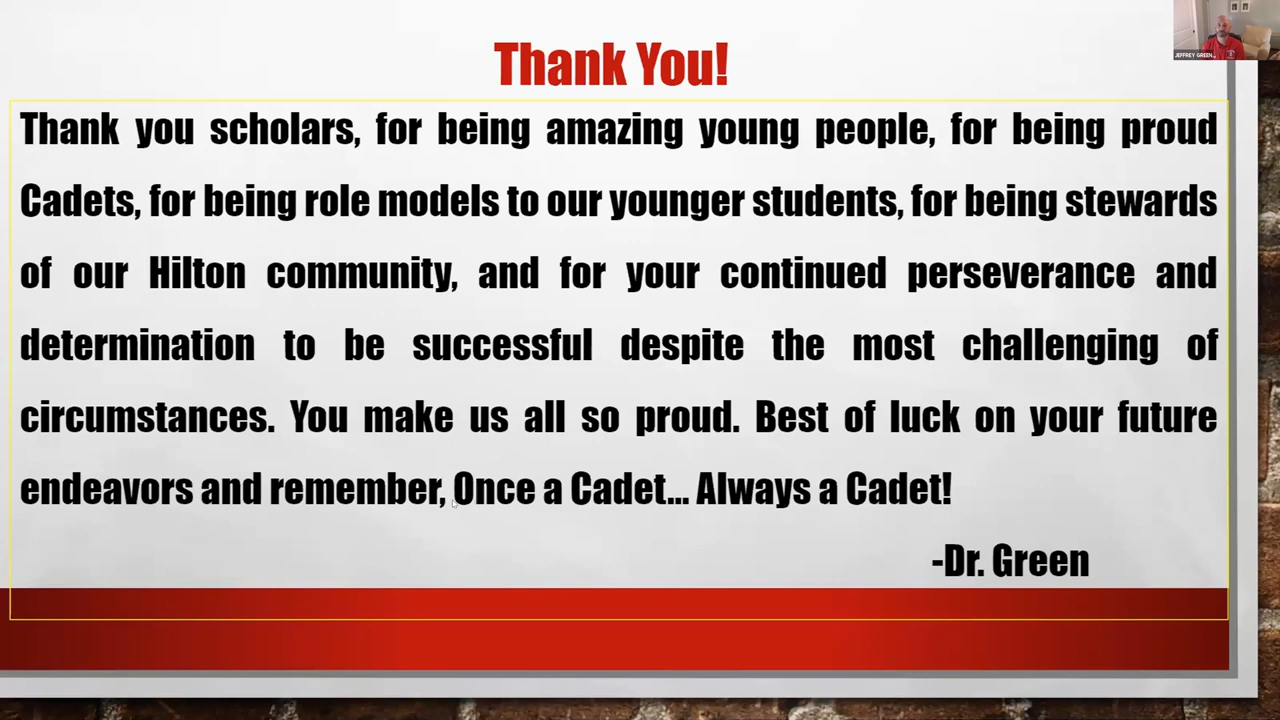 Thank You!
JEFFREY GREEN...
Thank you scholars, for being amazing young people, for being proud
Cadets, for being role models to our younger students, for being stewards
of our Hilton community, and for your continued perseverance and
determination to be successful despite the most challenging of
circumstances. You make us all so proud. Best of luck on your future
endeavors and remember, Once a Cadet... Always a Cadet!
-Dr. Green